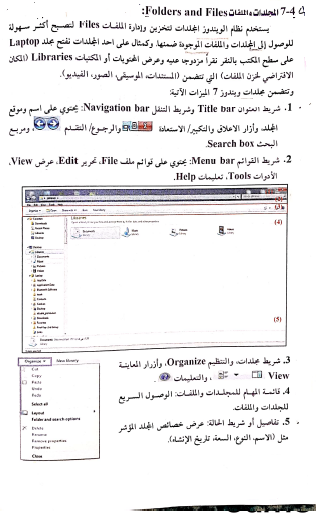 7-4 المجلدات والملفات Folders and Files:
يستخدم نظام الويندوز المجلدات لتخزين وإدارة الملفات Files لتصبح أكثر سهولة
للوصول إلى المجلدات والملفات الموجودة ضمنها، وكمثال على احد المجلدات نفتح مجلد Laptop
على سطح المكتب بالنقر نقراً مزدوجاً عليه وعرض المحتويات أو المكتبات Libraries (المكان
الافتراضي لخزن الملفات) التي تتضمن (المستندات، الموسيقى، الصور، الفيديو).
وتتضمن مجلدات ويندوز 7 الميزات الآتية:
1. شريط العنوان Title bar وشريط التنقل Navigation bar: يحتوي على اسم وموقع
المجلد وأزرار الاغلاق والتكبير/ الاستعادة والرجوع/ التقدم ومربع
البحث Search box.
2. شريط القوائم Menu bar: يحتوي على قوائم ملف File، تحرير Edit، عرض View،
الأدوات Tools، تعليمات Help.
Libraries
(4)
(5)
3. شريط مجلدات، والتنظيم Organize، وأزرار المعاينة
View ، والتعليمات .
4. قائمة المهام للمجلدات والملفات: الوصول السريع
للمجلدات والملفات.
5. تفاصيل أو شريط الحالة: عرض خصائص المجلد المؤشر
مثل (الاسم، النوع، السعة، تاريخ الإنشاء).
Organize New library
Cut
Copy
Paste
Undo
Redo
Select all
Layout
Folder and search options
Delete
Rename
Remove properties
Properties
Close